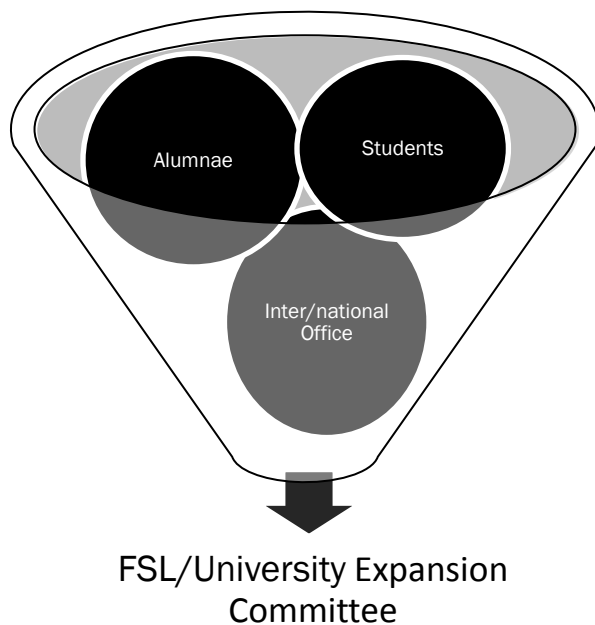 Alumnae
Students
Inter/national
Office
FSL/University Expansion
Committee